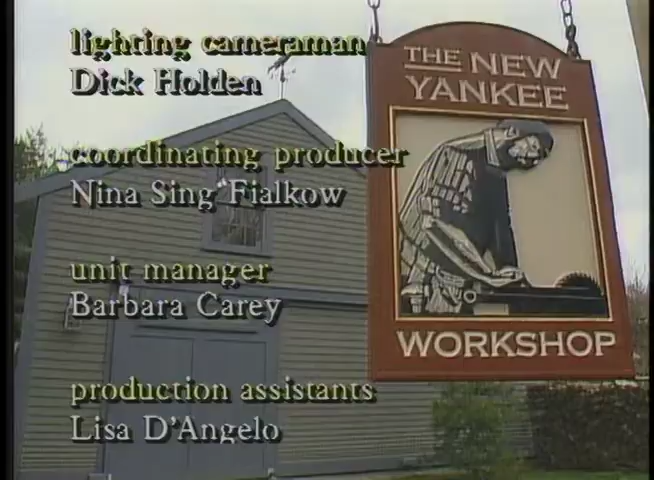 lighting cameraman
Dick Holden
coordinating producer
Nina Sing Fialkow
unit manager
Barbara Carey
production assistants
Lisa D'Angelo
THE NEW
YANKEE
WORKSHOP